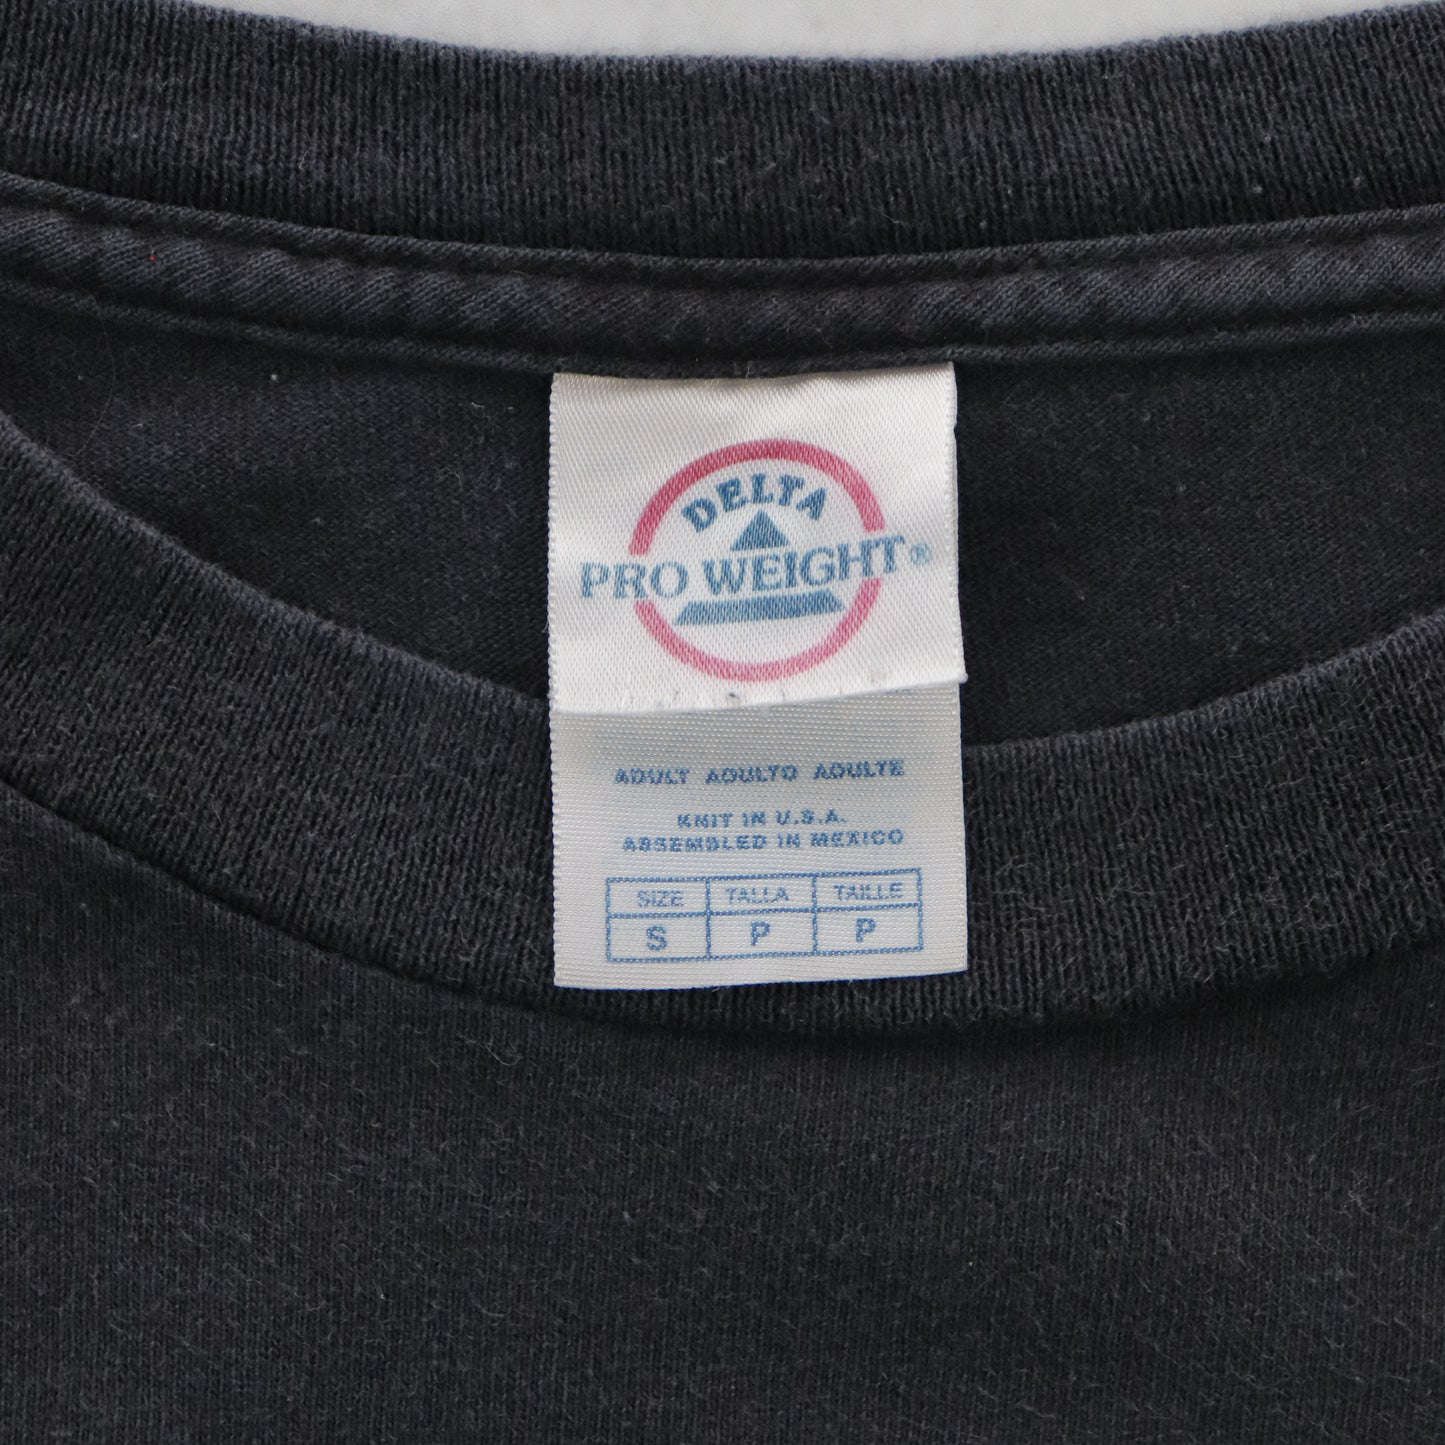 DELTA
PRO WEIGHT®
ADULT ADULTO ADULTE
KNIT IN U.S.A.
ASSEMBLED IN MEXICO
SIZE TALLA TAILLE
S P P